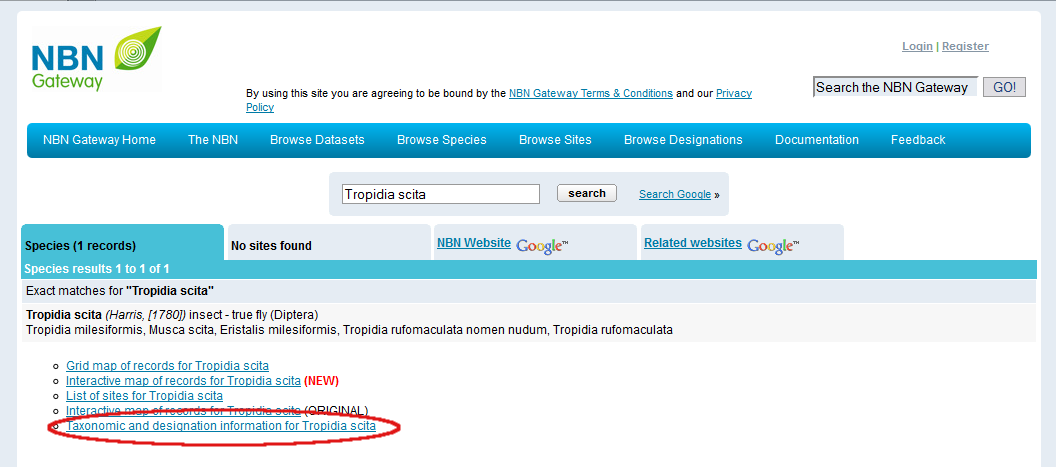 NBN
Gateway
Login | Register
Search the NBN Gateway GO!
By using this site you are agreeing to be bound by the NBN Gateway Terms & Conditions and our Privacy
Policy
NBN Gateway Home The NBN Browse Datasets Browse Species Browse Sites Browse Designations Documentation Feedback
Tropidia scita search Search Google »
Species (1 records) No sites found NBN Website Google™ Related websites Google™
Species results 1 to 1 of 1
Exact matches for "Tropidia scita"
Tropidia scita (Harris, [1780]) insect - true fly (Diptera)
Tropidia milesiformis, Musca scita, Eristalis milesiformis, Tropidia rufomaculata nomen nudum, Tropidia rufomaculata
Grid map of records for Tropidia scita
Interactive map of records for Tropidia scita (NEW)
List of sites for Tropidia scita
Interactive map of records for Tropidia scita (ORIGINAL)
Taxonomic and designation information for Tropidia scita